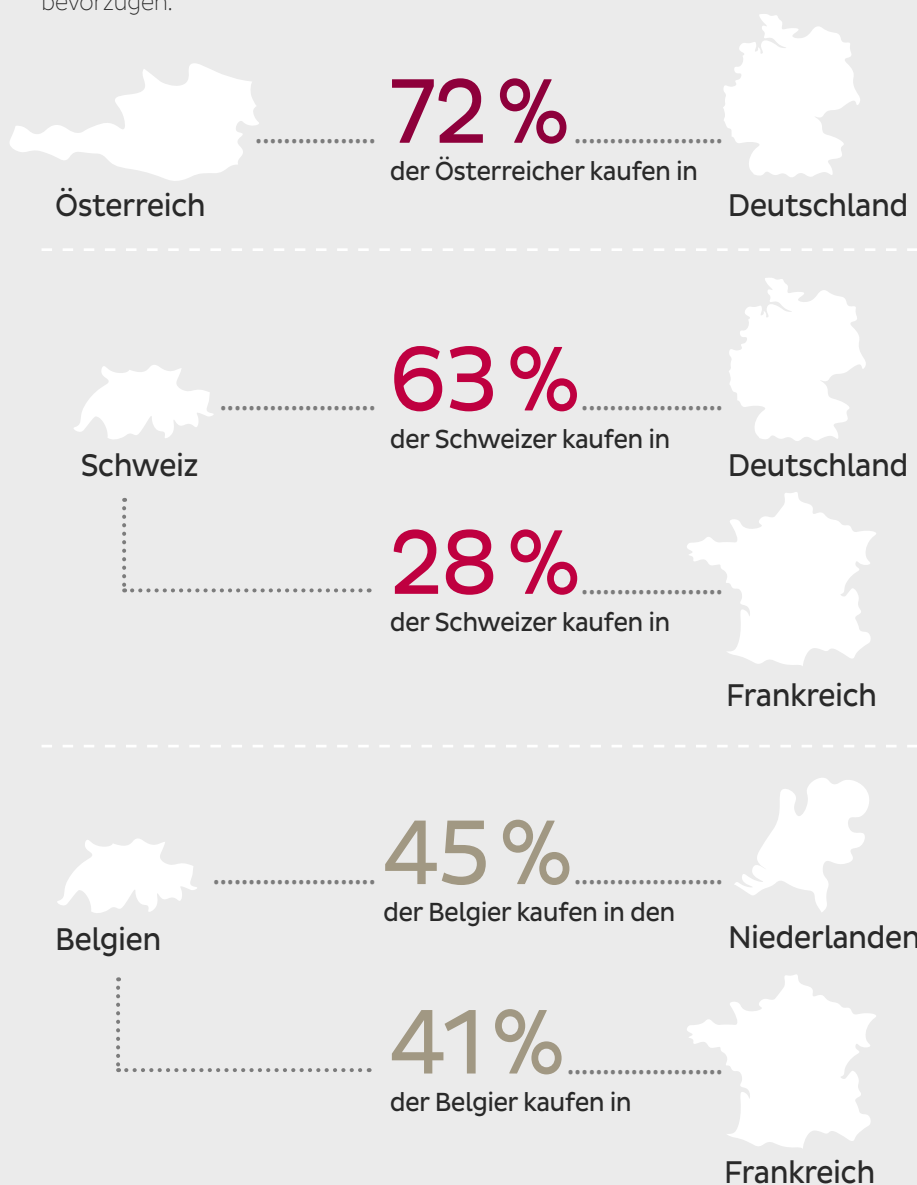 bevorzugen.
72 %
der Österreicher kaufen in
Österreich
Deutschland
63 %
der Schweizer kaufen in
Schweiz
Deutschland
28 %
der Schweizer kaufen in
Frankreich
45 %
der Belgier kaufen in den
Belgien
Niederlanden
41 %
der Belgier kaufen in
Frankreich